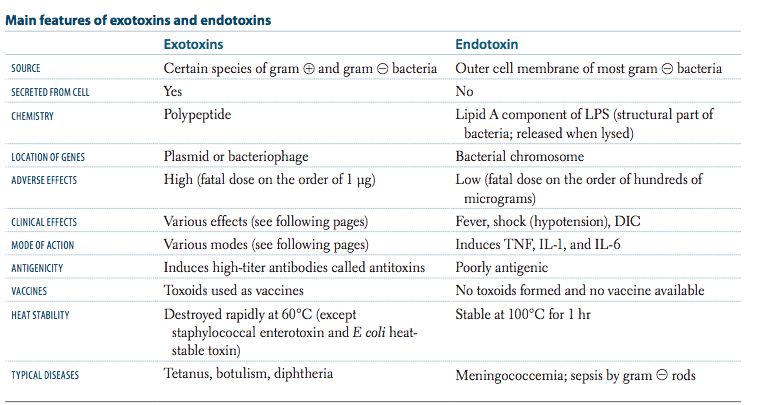 Main features of exotoxins and endotoxins
Exotoxins Endotoxin
SOURCE Certain species of gram ⊕ and gram ⊖ bacteria Outer cell membrane of most gram ⊖ bacteria
SECRETED FROM CELL Yes No
CHEMISTRY Polypeptide Lipid A component of LPS (structural part of
bacteria; released when lysed)
LOCATION OF GENES Plasmid or bacteriophage Bacterial chromosome
ADVERSE EFFECTS High (fatal dose on the order of 1 µg) Low (fatal dose on the order of hundreds of
micrograms)
CLINICAL EFFECTS Various effects (see following pages) Fever, shock (hypotension), DIC
MODE OF ACTION Various modes (see following pages) Induces TNF, IL-1, and IL-6
ANTIGENICITY Induces high-titer antibodies called antitoxins Poorly antigenic
VACCINES Toxoids used as vaccines No toxoids formed and no vaccine available
HEAT STABILITY Destroyed rapidly at 60°C (except Stable at 100°C for 1 hr
staphylococcal enterotoxin and E coli heat-
stable toxin)
TYPICAL DISEASES Tetanus, botulism, diphtheria Meningococcemia; sepsis by gram ⊖ rods